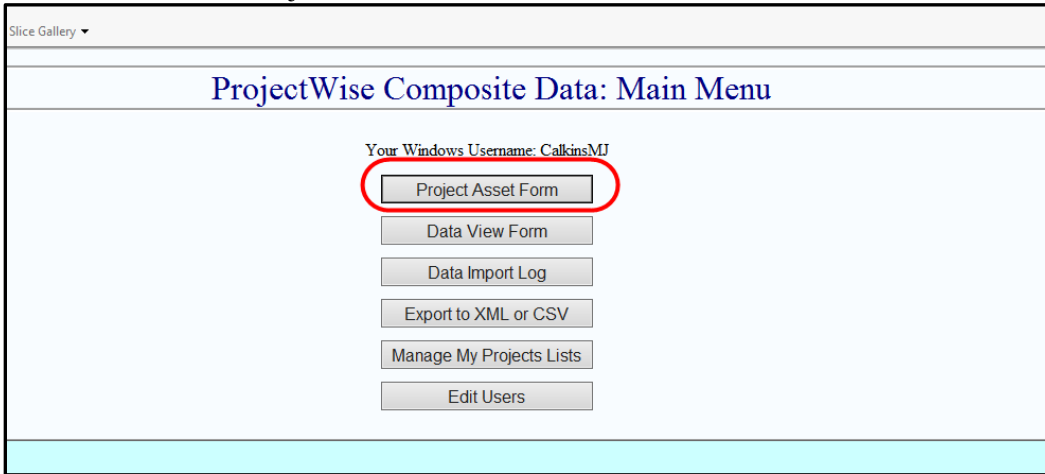 Slice Gallery
ProjectWise Composite Data: Main Menu
Your Windows Username: CalkinsMJ
Project Asset Form
Data View Form
Data Import Log
Export to XML or CSV
Manage My Projects Lists
Edit Users